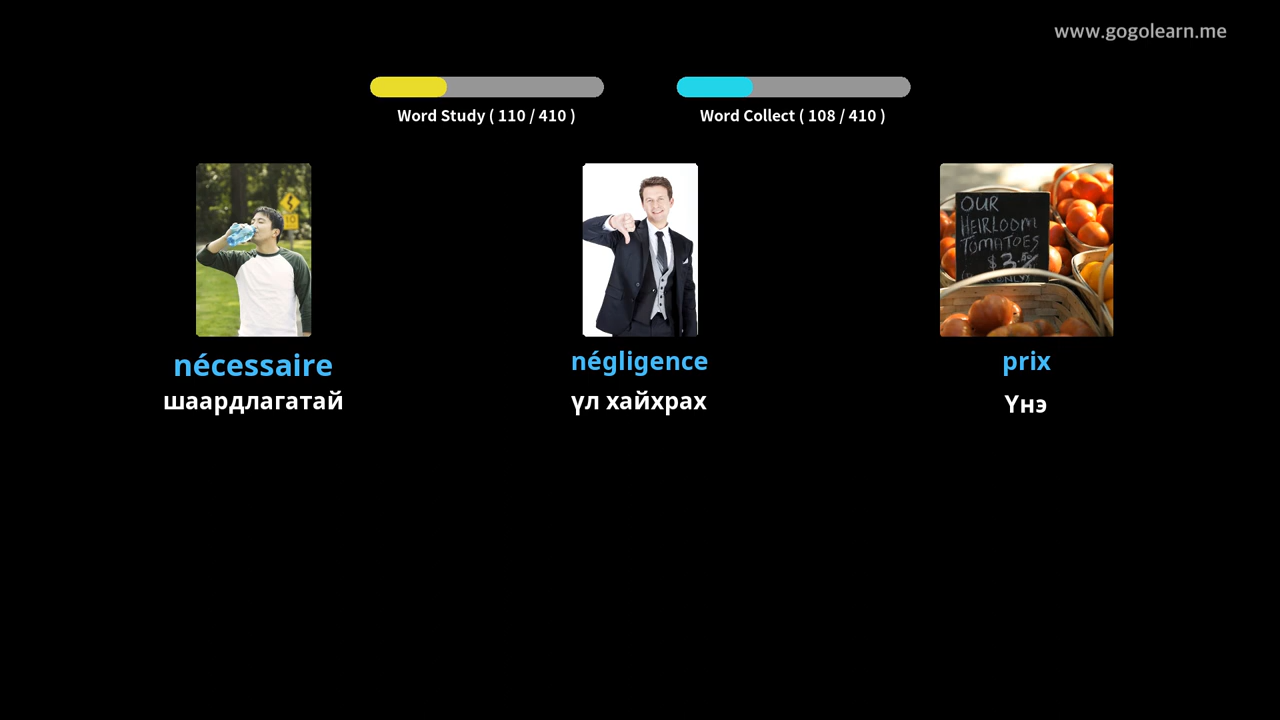 www.gogolearn.me
Word Study ( 110 / 410 )
Word Collect ( 108 / 410 )
OUR
HEIRLOOM
TOMATOES
nécessaire
négligence
prix
шаардлагатай
үл хайхрах
Үнэ